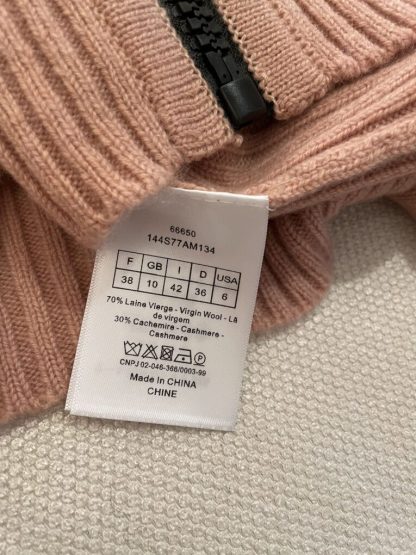 66650
144S77AM134
F GB I D USA
38 10 42 36 6
70% Laine Vierge - Virgin Wool - Lã
de virgem
30% Cachemire - Cashmere -
Cashmere
CNPJ 02-046-366/0003-99
Made In CHINA
CHINE